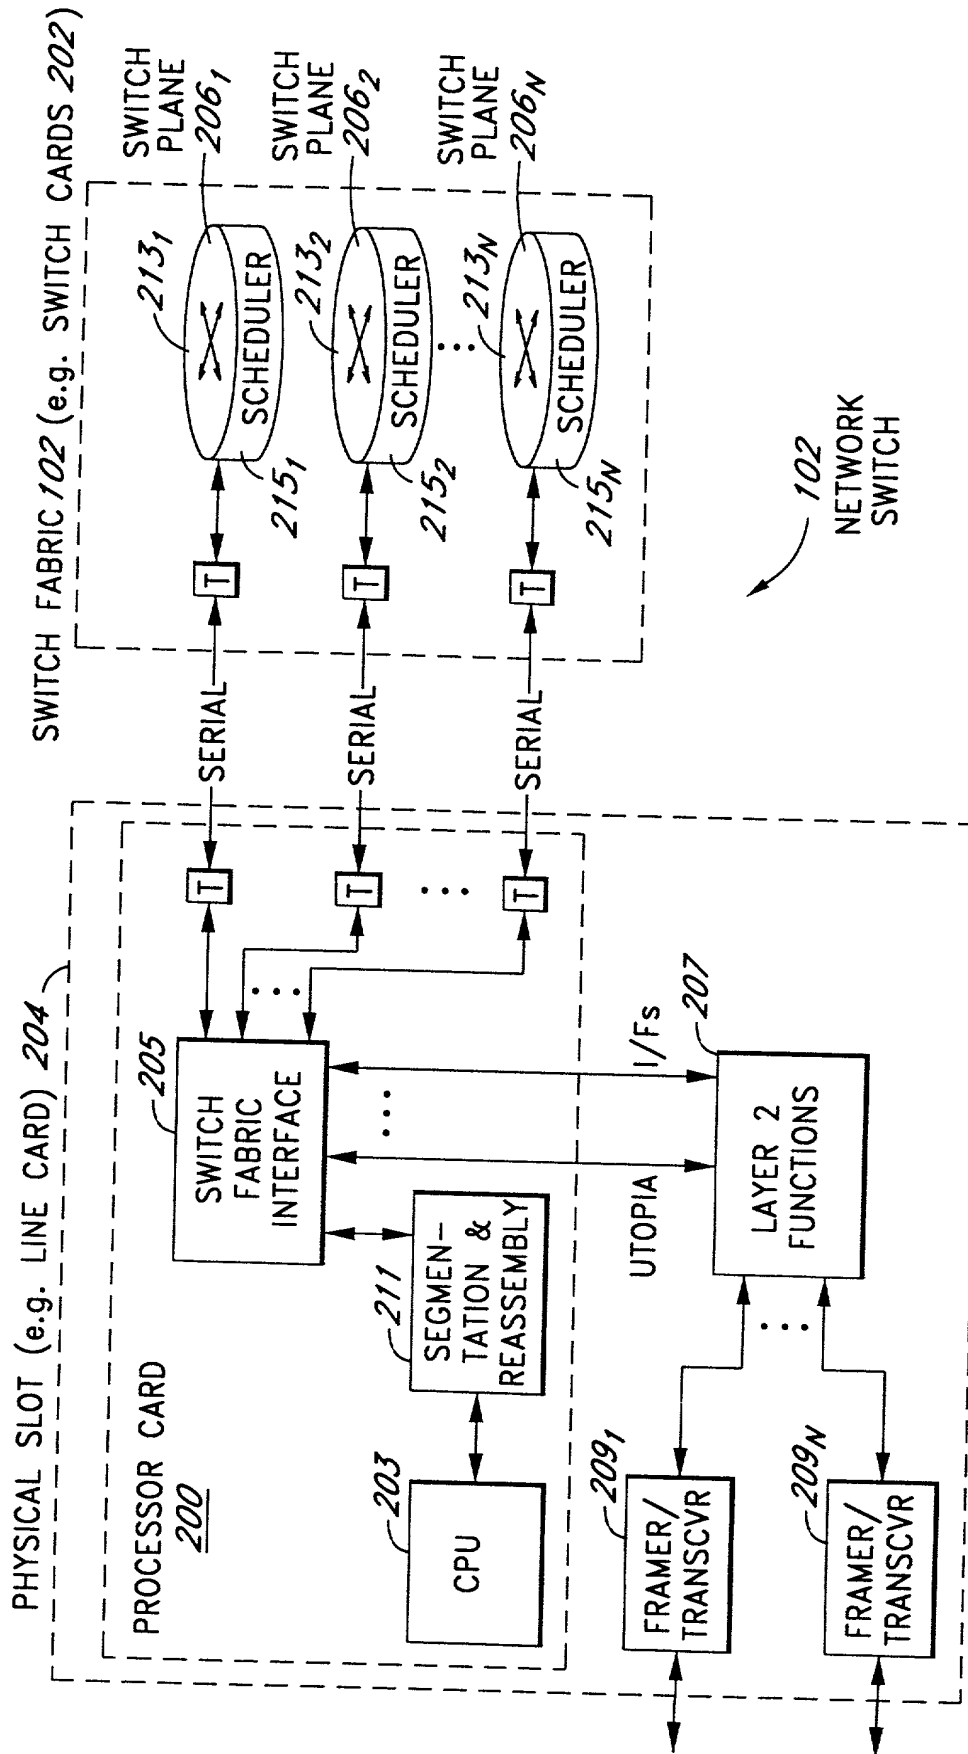 PHYSICAL SLOT (e.g. LINE CARD) 204
SWITCH FABRIC 102 (e.g. SWITCH CARDS 202)
PROCESSOR CARD
200
CPU
203
SEGMEN-
TATION &
REASSEMBLY
211
SWITCH
FABRIC
INTERFACE
205
T
T
T
SERIAL
SERIAL
SERIAL
T
T
T
SCHEDULER
213₁
215₁
SWITCH
PLANE
206₁
SCHEDULER
213₂
215₂
SWITCH
PLANE
206₂
SCHEDULER
213N
215N
SWITCH
PLANE
206N
UTOPIA
I/Fs
LAYER 2
FUNCTIONS
207
FRAMER/
TRANSCVR
209₁
FRAMER/
TRANSCVR
209N
102
NETWORK
SWITCH